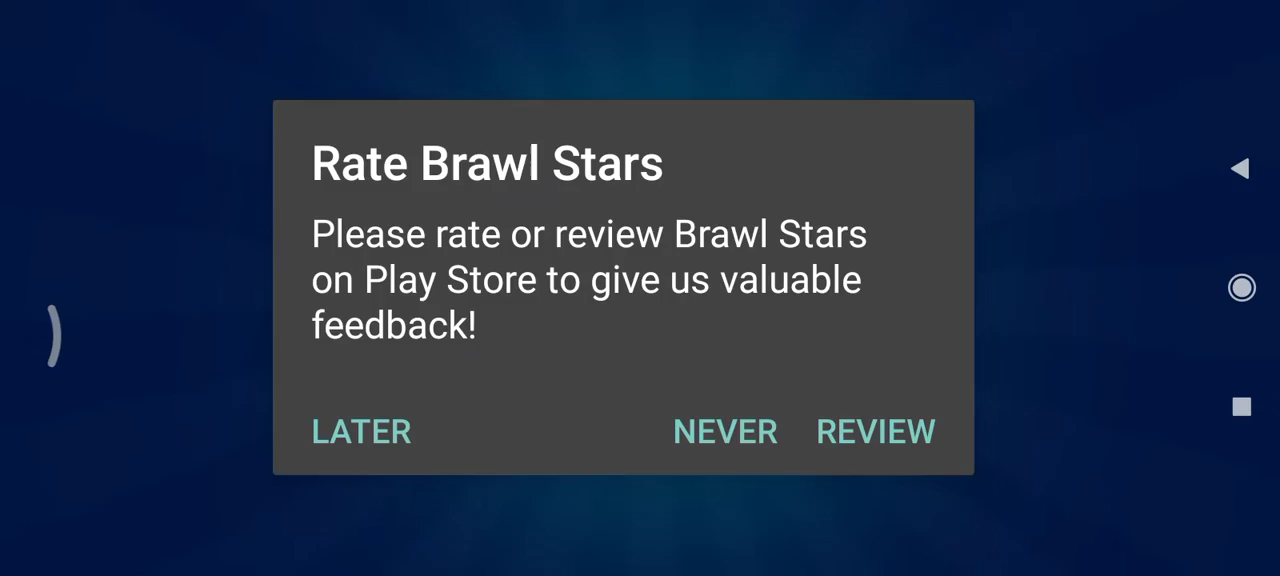 Rate Brawl Stars
Please rate or review Brawl Stars
on Play Store to give us valuable
feedback!
LATER NEVER REVIEW